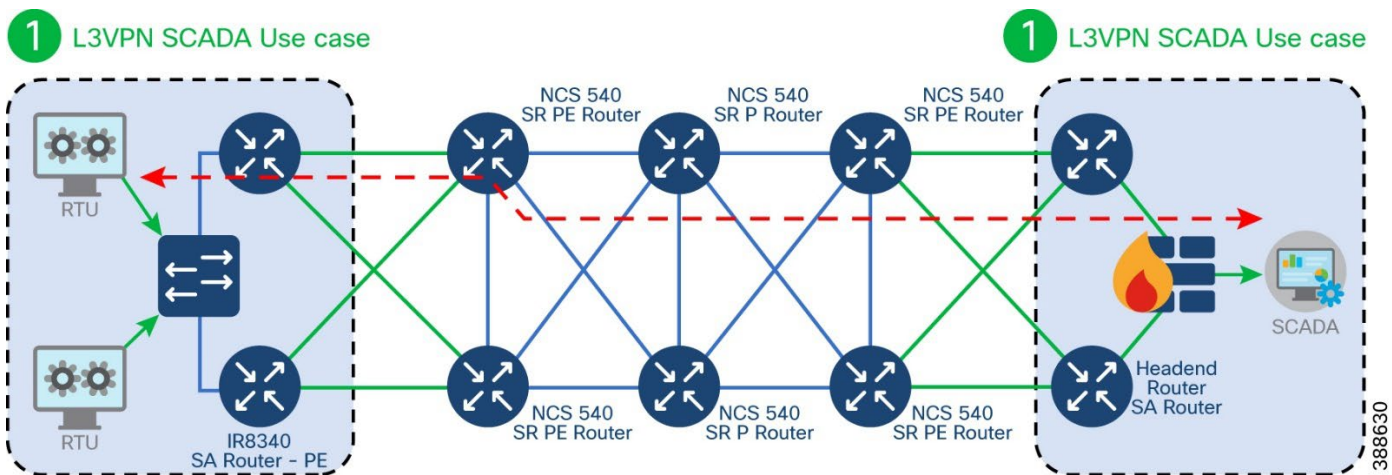 1 L3VPN SCADA Use case
1 L3VPN SCADA Use case
NCS 540
SR PE Router
NCS 540
SR P Router
NCS 540
SR PE Router
RTU
SCADA
RTU
IR8340
SA Router - PE
NCS 540
SR PE Router
NCS 540
SR P Router
NCS 540
SR PE Router
Headend
Router
SA Router
388630